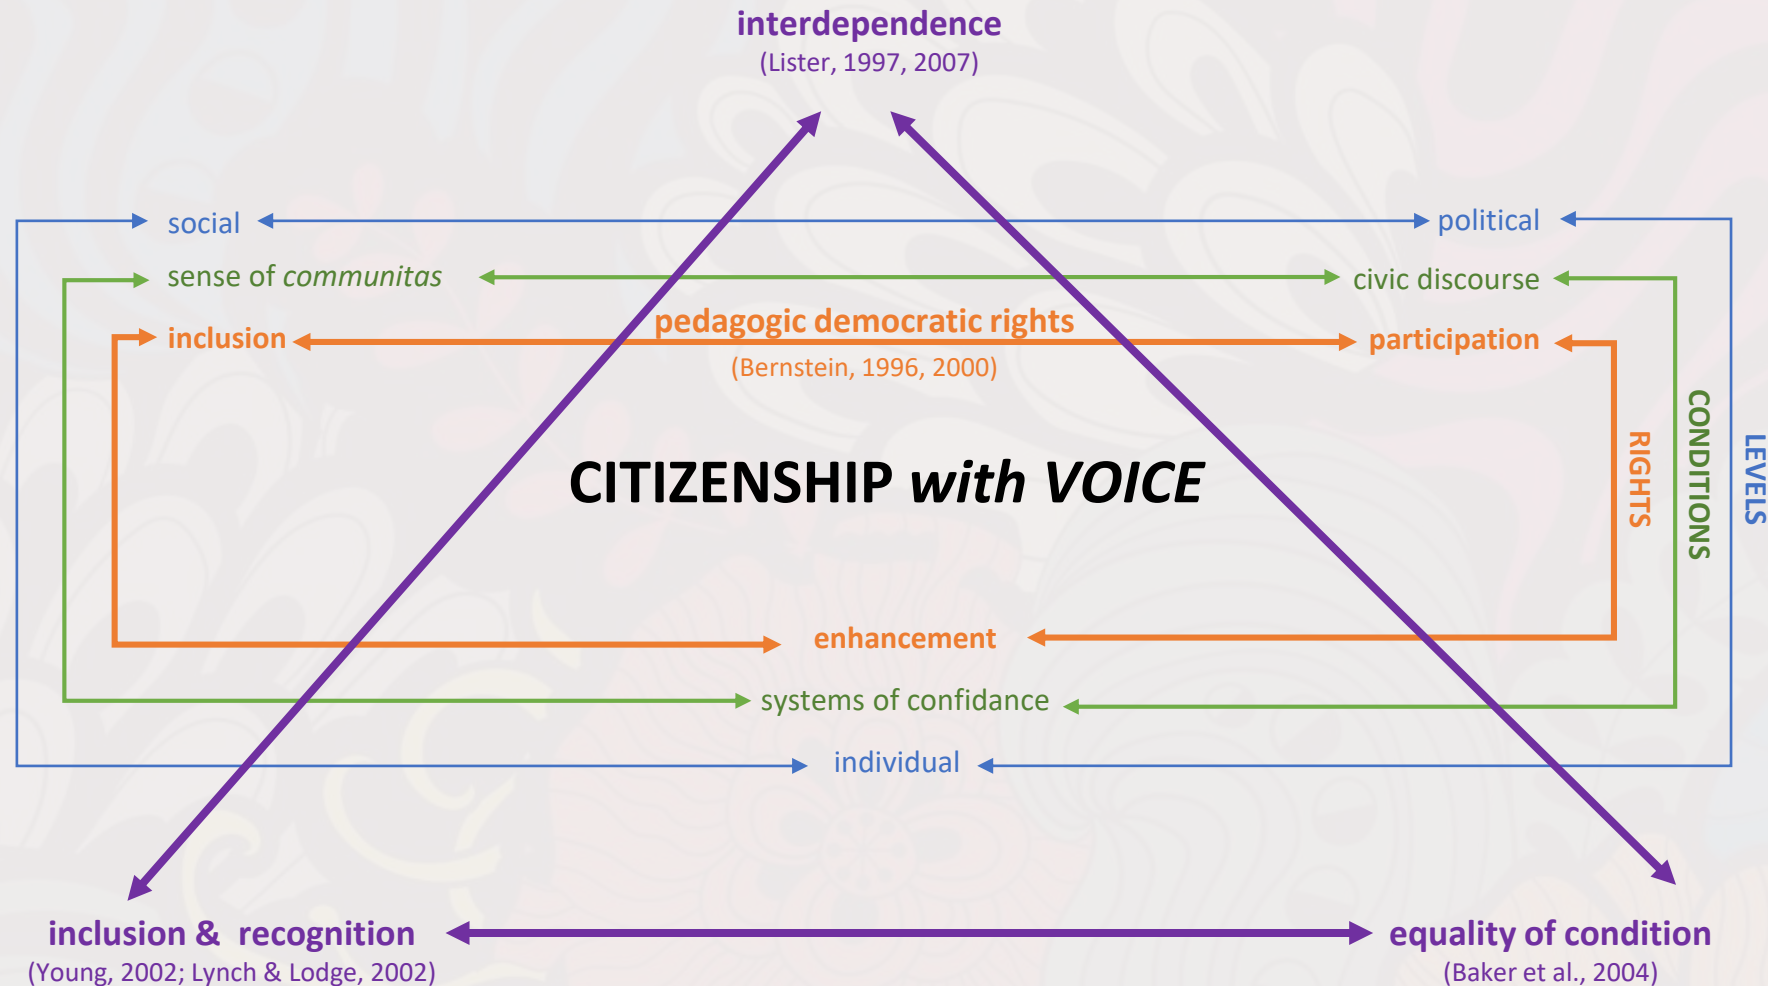 interdependence
(Lister, 1997, 2007)
social
political
sense of communitas
civic discourse
pedagogic democratic rights
inclusion
participation
(Bernstein, 1996, 2000)
CITIZENSHIP with VOICE
RIGHTS
CONDITIONS
LEVELS
enhancement
systems of confidance
individual
inclusion & recognition
equality of condition
(Young, 2002; Lynch & Lodge, 2002)
(Baker et al., 2004)